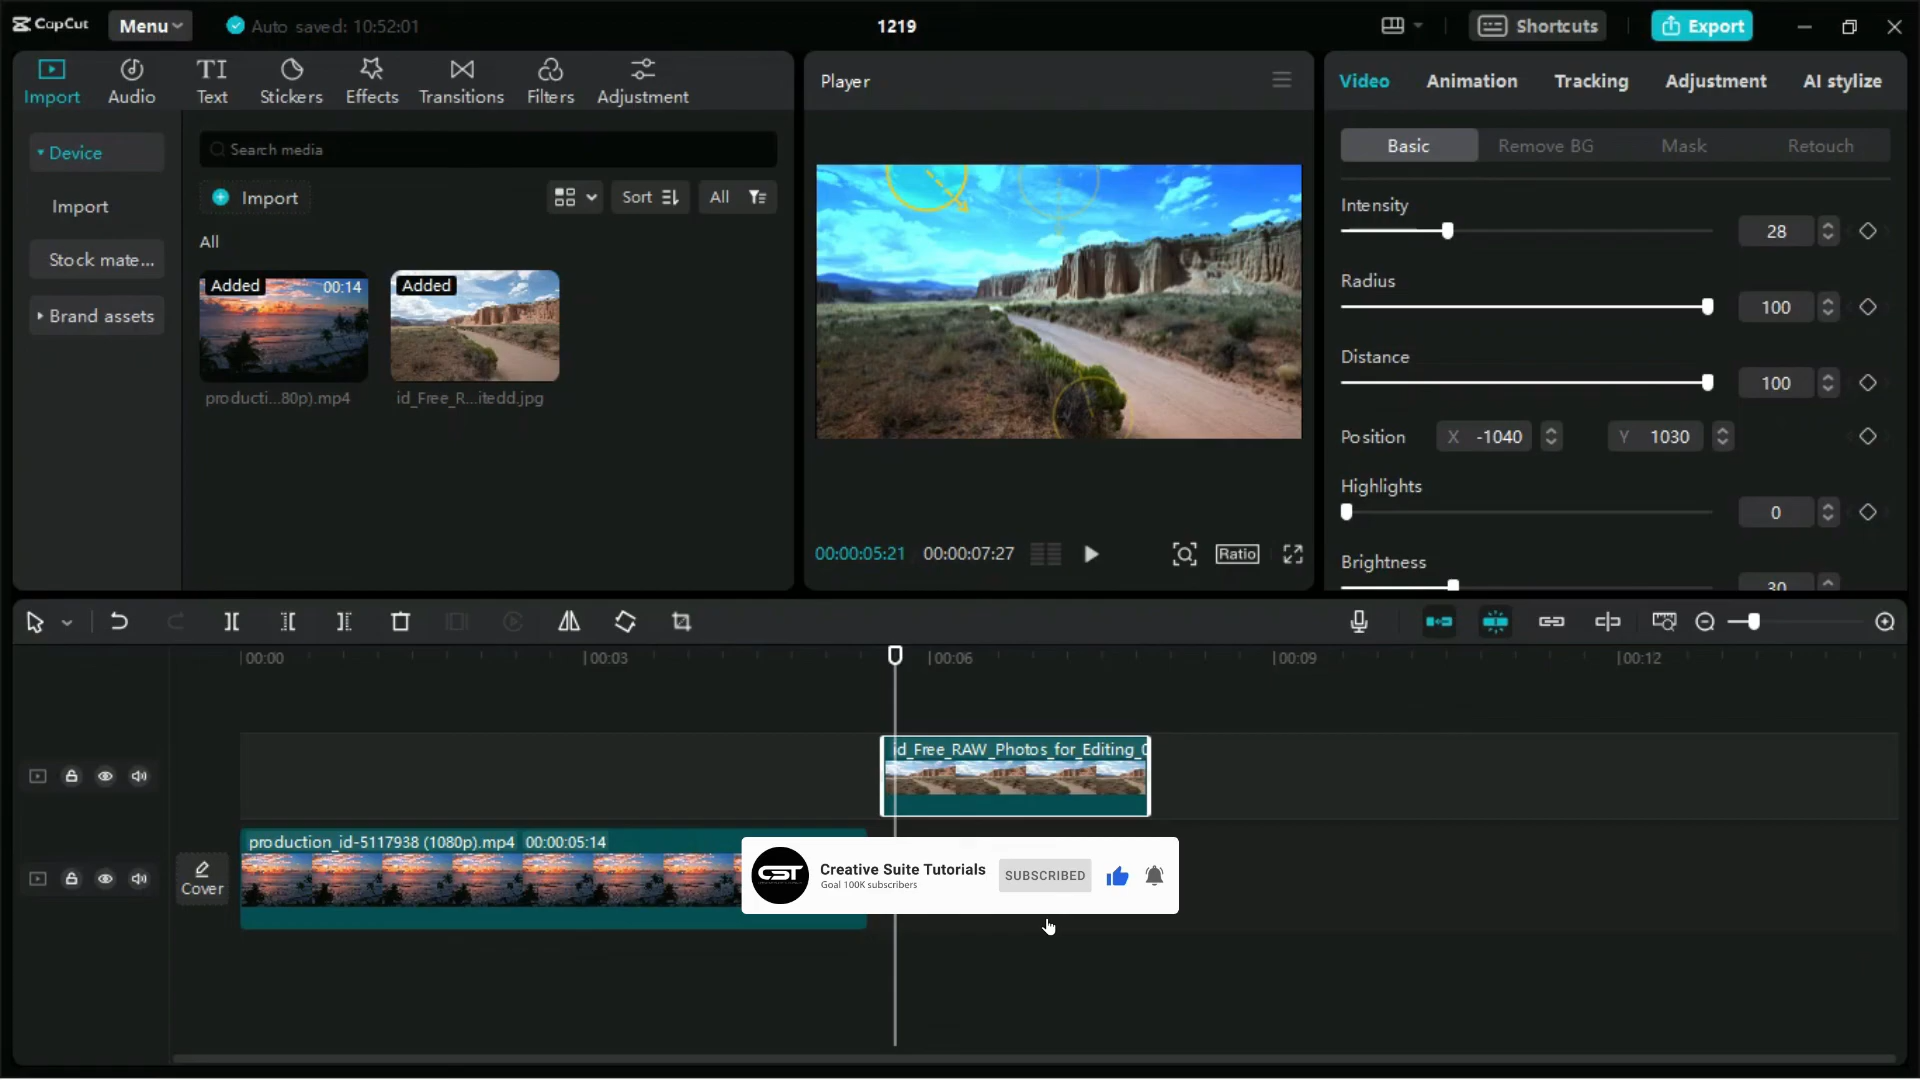 CapCut
Menu
Auto saved: 10:52:01
1219
Shortcuts
Export
Import
Audio
TI
Text
Stickers
Effects
Transitions
Filters
Adjustment
Device
Import
Stock mate...
Brand assets
Search media
Import
Sort
All
All
Added 00:14
producti...80p).mp4
Added
id_Free_R...itedd.jpg
Player
00:00:05:21 00:00:07:27
Ratio
Video Animation Tracking Adjustment AI stylize
Basic Remove BG Mask Retouch
Intensity
28
Radius
100
Distance
100
Position X -1040 Y 1030
Highlights
0
Brightness
30
00:00 00:03 00:06 00:09 00:12
id_Free_RAW_Photos_for_Editing_0
Cover
production_id-5117938 (1080p).mp4 00:00:05:14
CST
Creative Suite Tutorials
Goal 100K subscribers
SUBSCRIBED